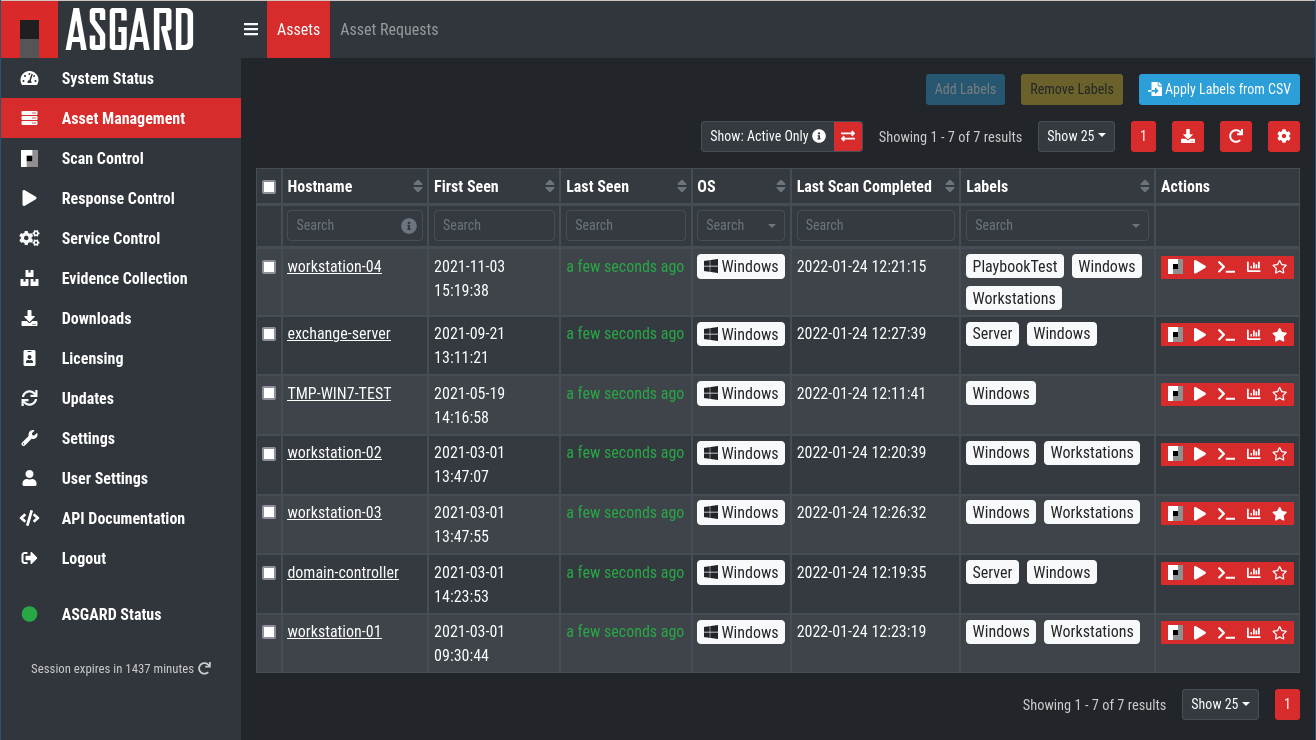 ASGARD
Assets Asset Requests
System Status
Asset Management
Scan Control
Response Control
Service Control
Evidence Collection
Downloads
Licensing
Updates
Settings
User Settings
API Documentation
Logout
ASGARD Status
Session expires in 1437 minutes
Add Labels Remove Labels Apply Labels from CSV
Show: Active Only Showing 1 - 7 of 7 results Show 25 1
Hostname First Seen Last Seen OS Last Scan Completed Labels Actions
Search Search Search Search Search Search
workstation-04 2021-11-03 a few seconds ago Windows 2022-01-24 12:21:15 PlaybookTest Windows
15:19:38 Workstations
exchange-server 2021-09-21 a few seconds ago Windows 2022-01-24 12:27:39 Server Windows
13:11:21
TMP-WIN7-TEST 2021-05-19 a few seconds ago Windows 2022-01-24 12:11:41 Windows
14:16:58
workstation-02 2021-03-01 a few seconds ago Windows 2022-01-24 12:20:39 Windows Workstations
13:47:07
workstation-03 2021-03-01 a few seconds ago Windows 2022-01-24 12:26:32 Windows Workstations
13:47:55
domain-controller 2021-03-01 a few seconds ago Windows 2022-01-24 12:19:35 Server Windows
14:23:53
workstation-01 2021-03-01 a few seconds ago Windows 2022-01-24 12:23:19 Windows Workstations
09:30:44
Showing 1 - 7 of 7 results Show 25 1